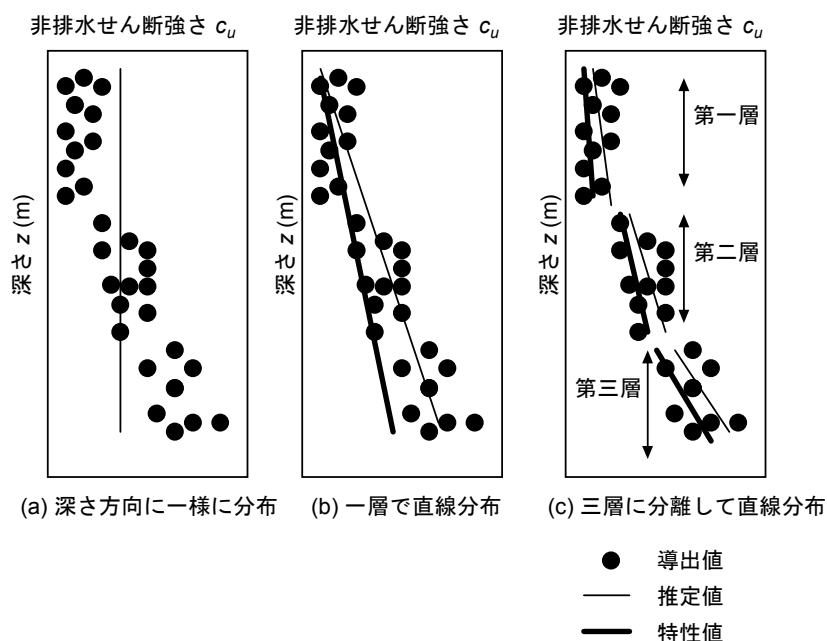 非排水せん断強さ cu
非排水せん断強さ cu
非排水せん断強さ cu
深さ z (m)
深さ z (m)
深さ z (m)
第一層
第二層
第三層
(a) 深さ方向に一様に分布
(b) 一層で直線分布
(c) 三層に分離して直線分布
導出値
推定値
特性値